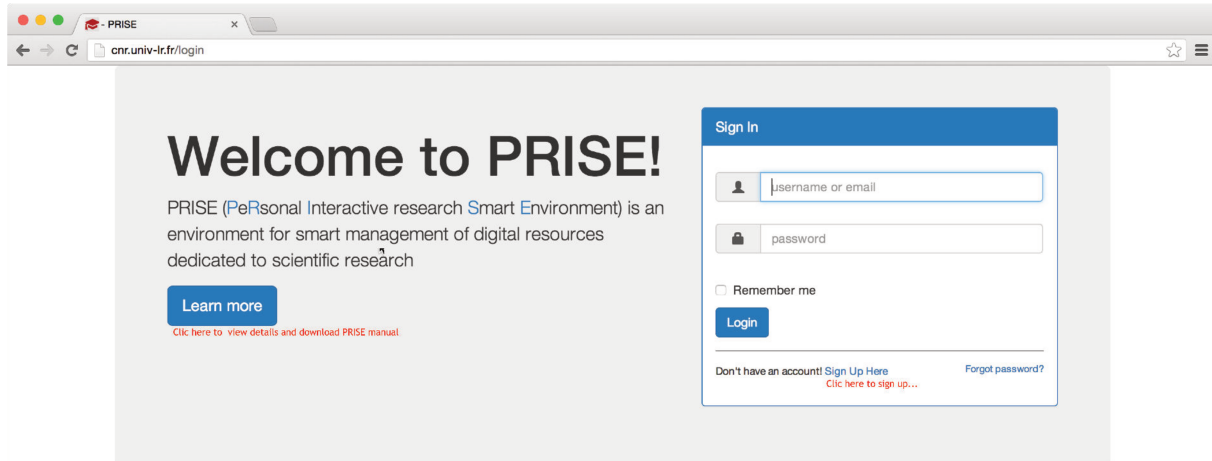 - PRISE
cnr.univ-lr.fr/login
Welcome to PRISE!
PRISE (PeRsonal Interactive research Smart Environment) is an
environment for smart management of digital resources
dedicated to scientific research
Learn more
Clic here to view details and download PRISE manual
Sign In
username or email
password
Remember me
Login
Don't have an account! Sign Up Here
Forgot password?
Clic here to sign up...